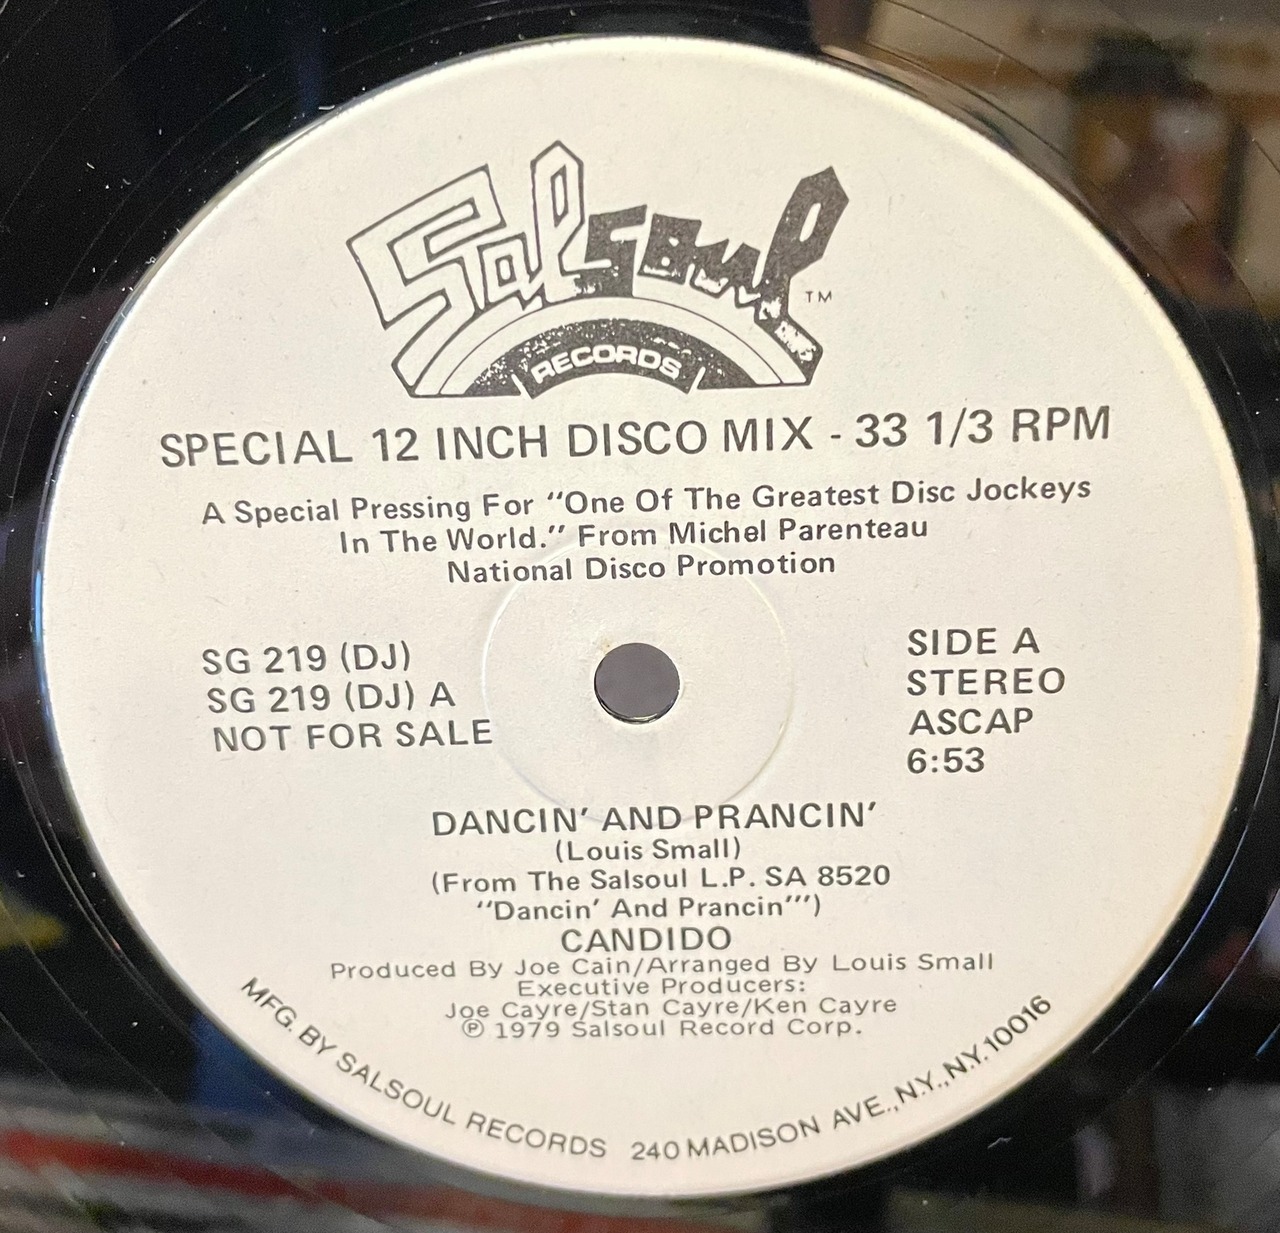 Salsoul TM
RECORDS
SPECIAL 12 INCH DISCO MIX - 33 1/3 RPM
A Special Pressing For "One Of The Greatest Disc Jockeys
In The World." From Michel Parenteau
National Disco Promotion
SG 219 (DJ)
SG 219 (DJ) A
NOT FOR SALE
SIDE A
STEREO
ASCAP
6:53
DANCIN' AND PRANCIN'
(Louis Small)
(From The Salsoul L.P. SA 8520
"Dancin' And Prancin'")
CANDIDO
Produced By Joe Cain/Arranged By Louis Small
Executive Producers:
Joe Cayre/Stan Cayre/Ken Cayre
℗ 1979 Salsoul Record Corp.
MFG. BY SALSOUL RECORDS 240 MADISON AVE., N.Y., N.Y. 10016